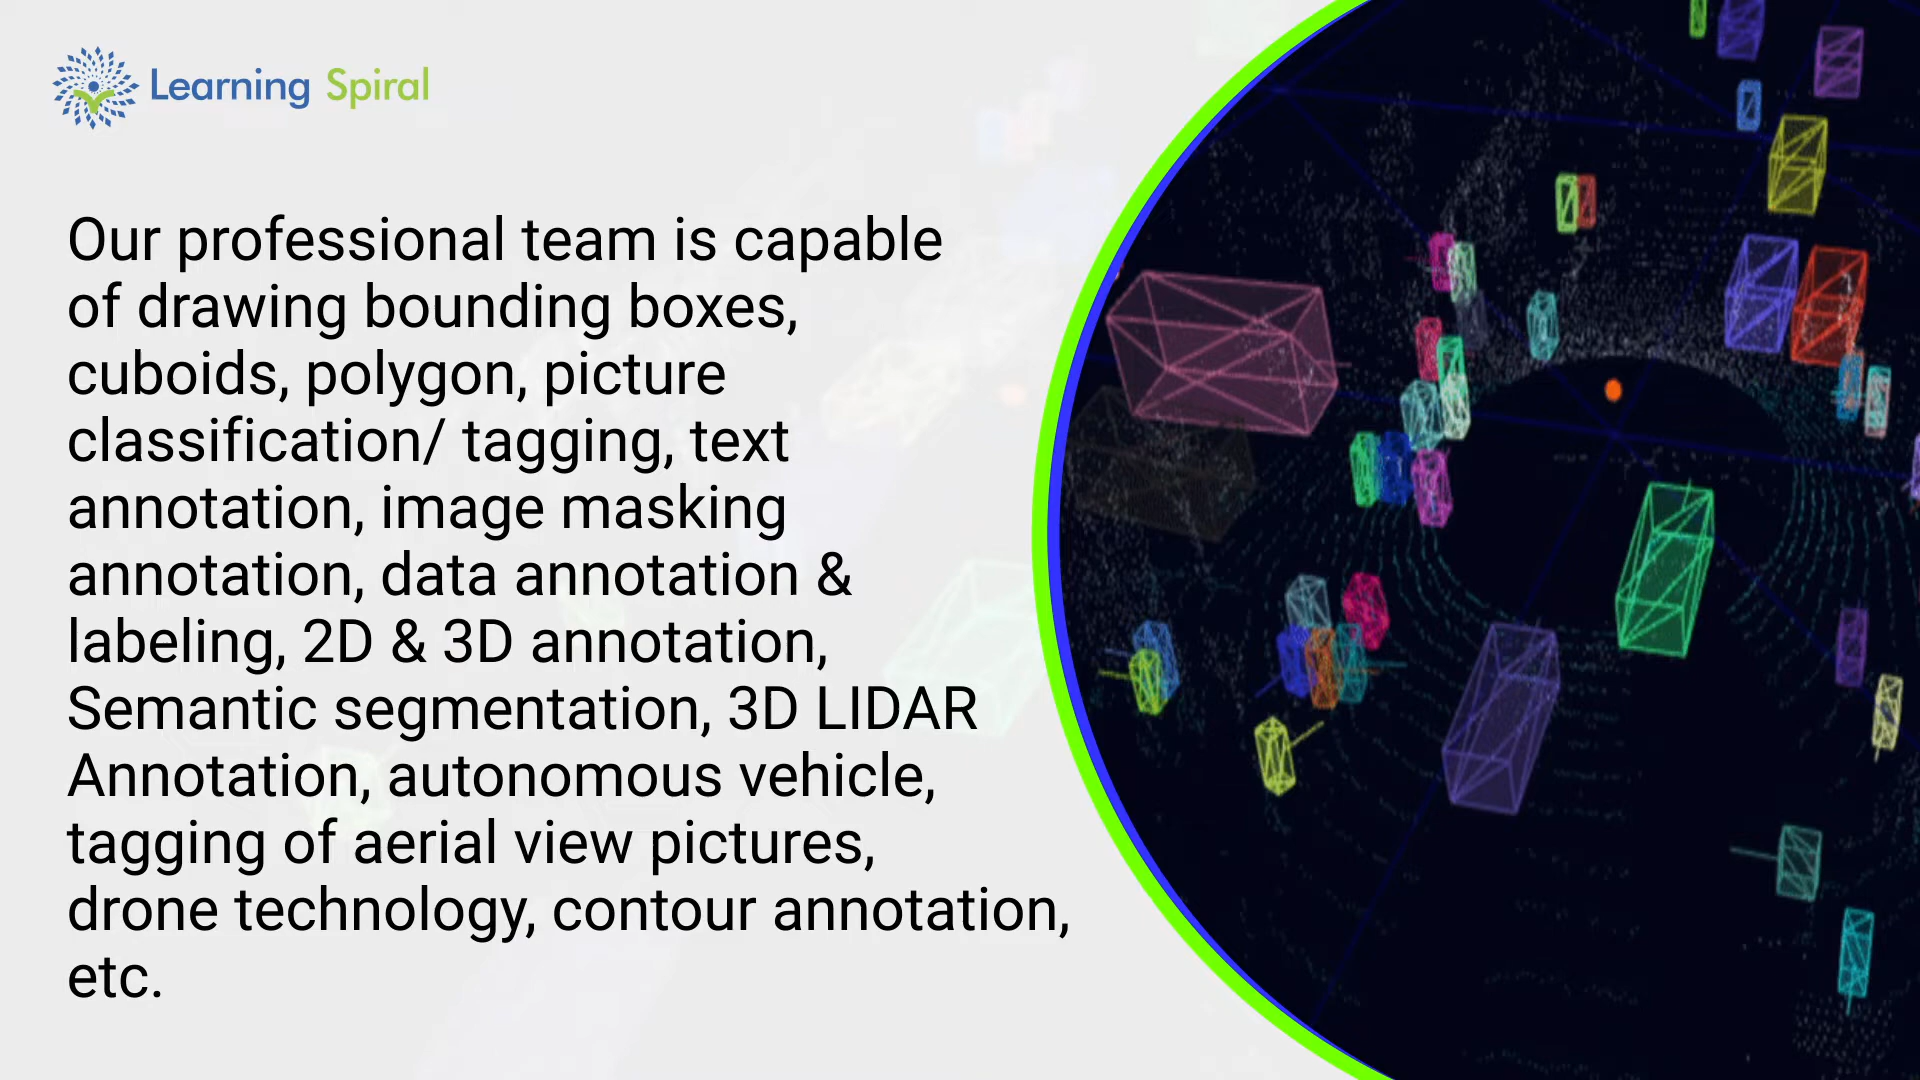 Learning Spiral
Our professional team is capable
of drawing bounding boxes,
cuboids, polygon, picture
classification/ tagging, text
annotation, image masking
annotation, data annotation &
labeling, 2D & 3D annotation,
Semantic segmentation, 3D LIDAR
Annotation, autonomous vehicle,
tagging of aerial view pictures,
drone technology, contour annotation,
etc.